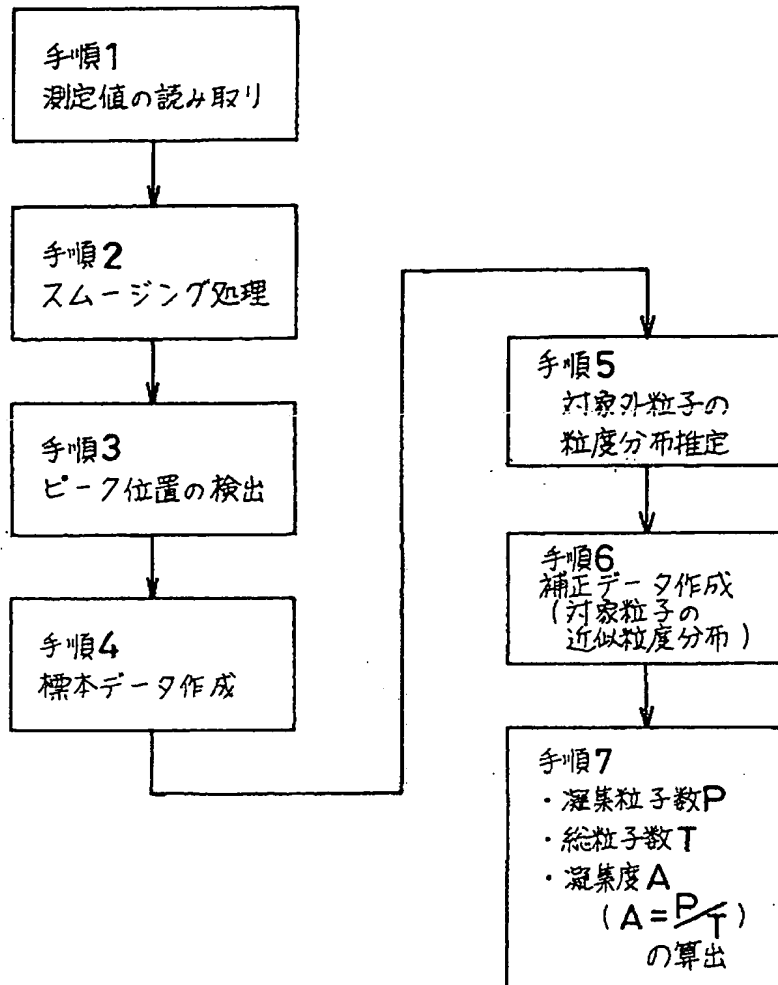 手順1
測定値の読み取り
手順2
スムージング処理
手順3
ピーク位置の検出
手順4
標本データ作成
手順5
対象外粒子の
粒度分布推定
手順6
補正データ作成
(対象粒子の
近似粒度分布)
手順7
・凝集粒子数P
・総粒子数T
・凝集度A
(A=P/T)
の算出